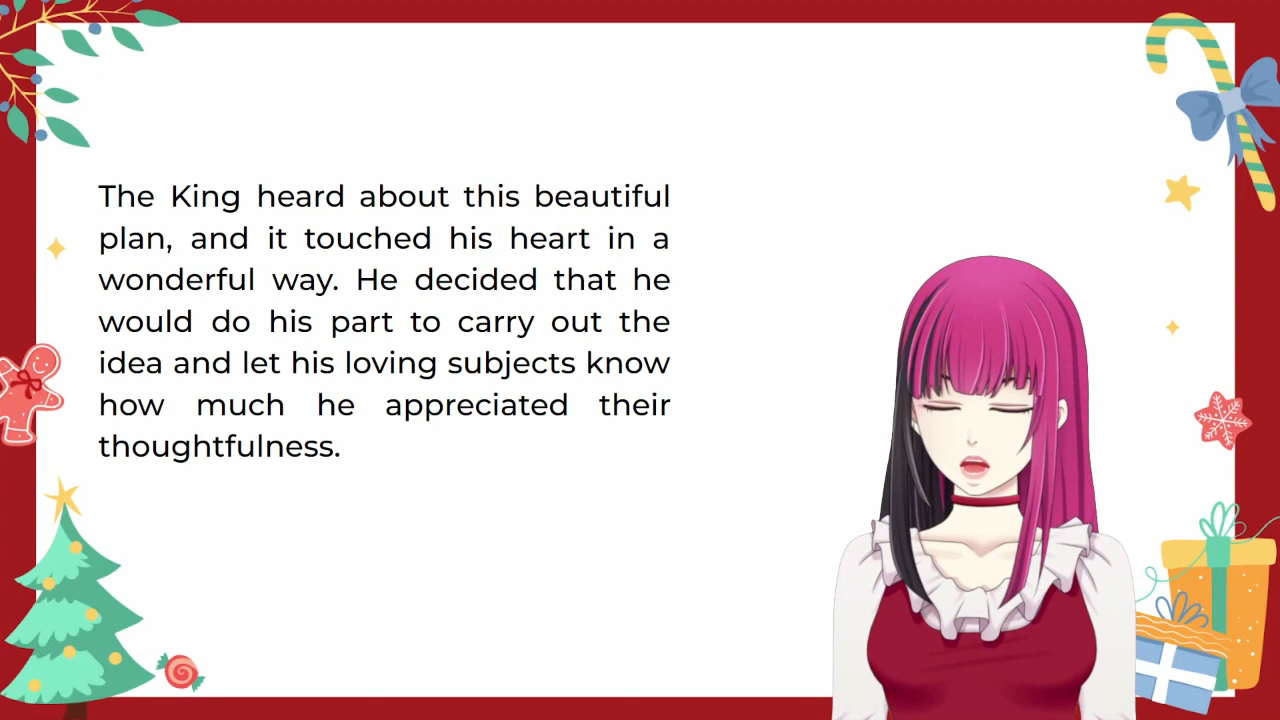 The King heard about this beautiful
plan, and it touched his heart in a
wonderful way. He decided that he
would do his part to carry out the
idea and let his loving subjects know
how much he appreciated their
thoughtfulness.